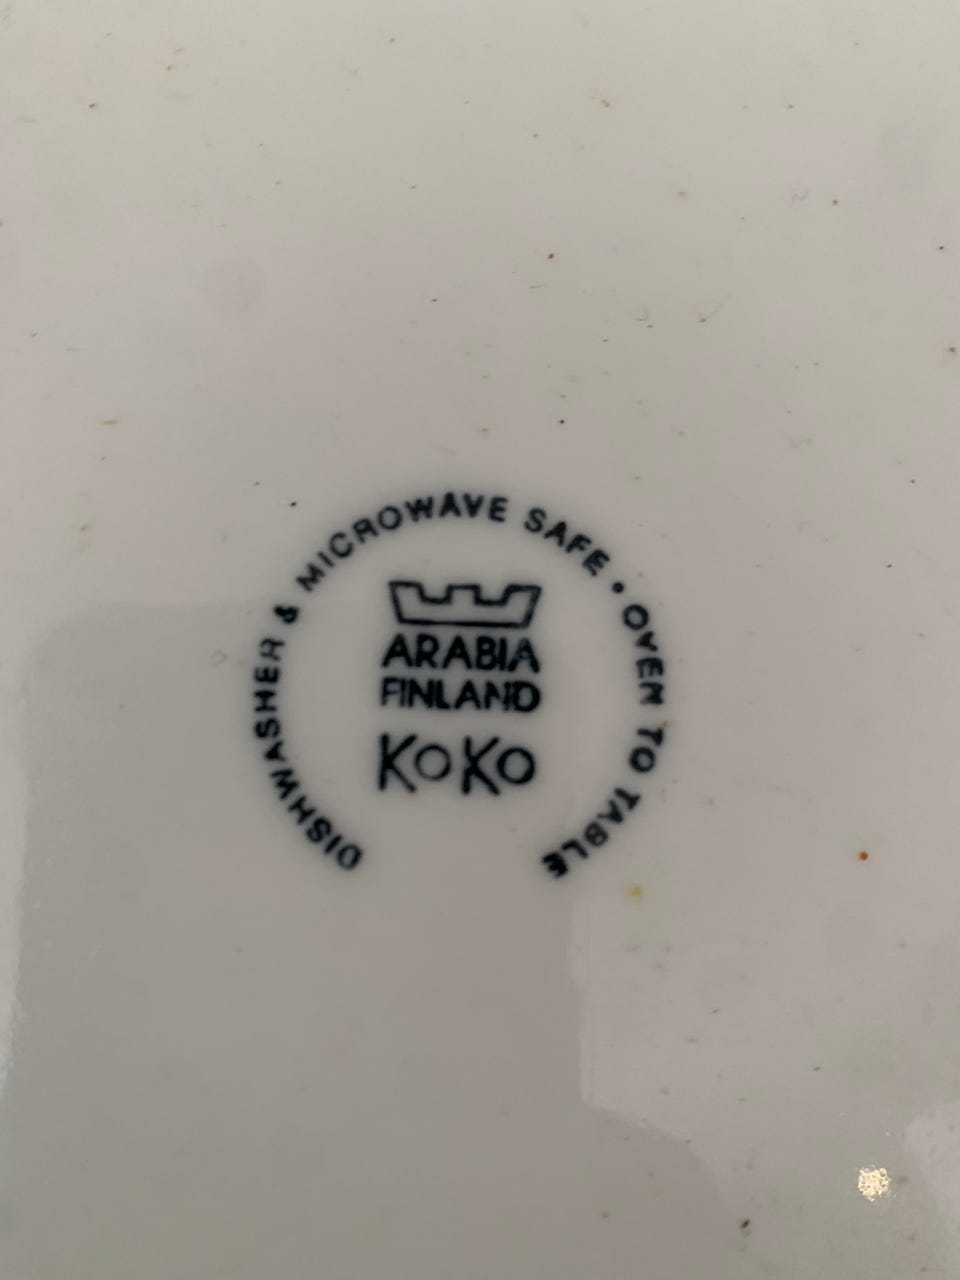 DISHWASHER & MICROWAVE SAFE • OVEN TO TABLE
ARABIA
FINLAND
KoKo